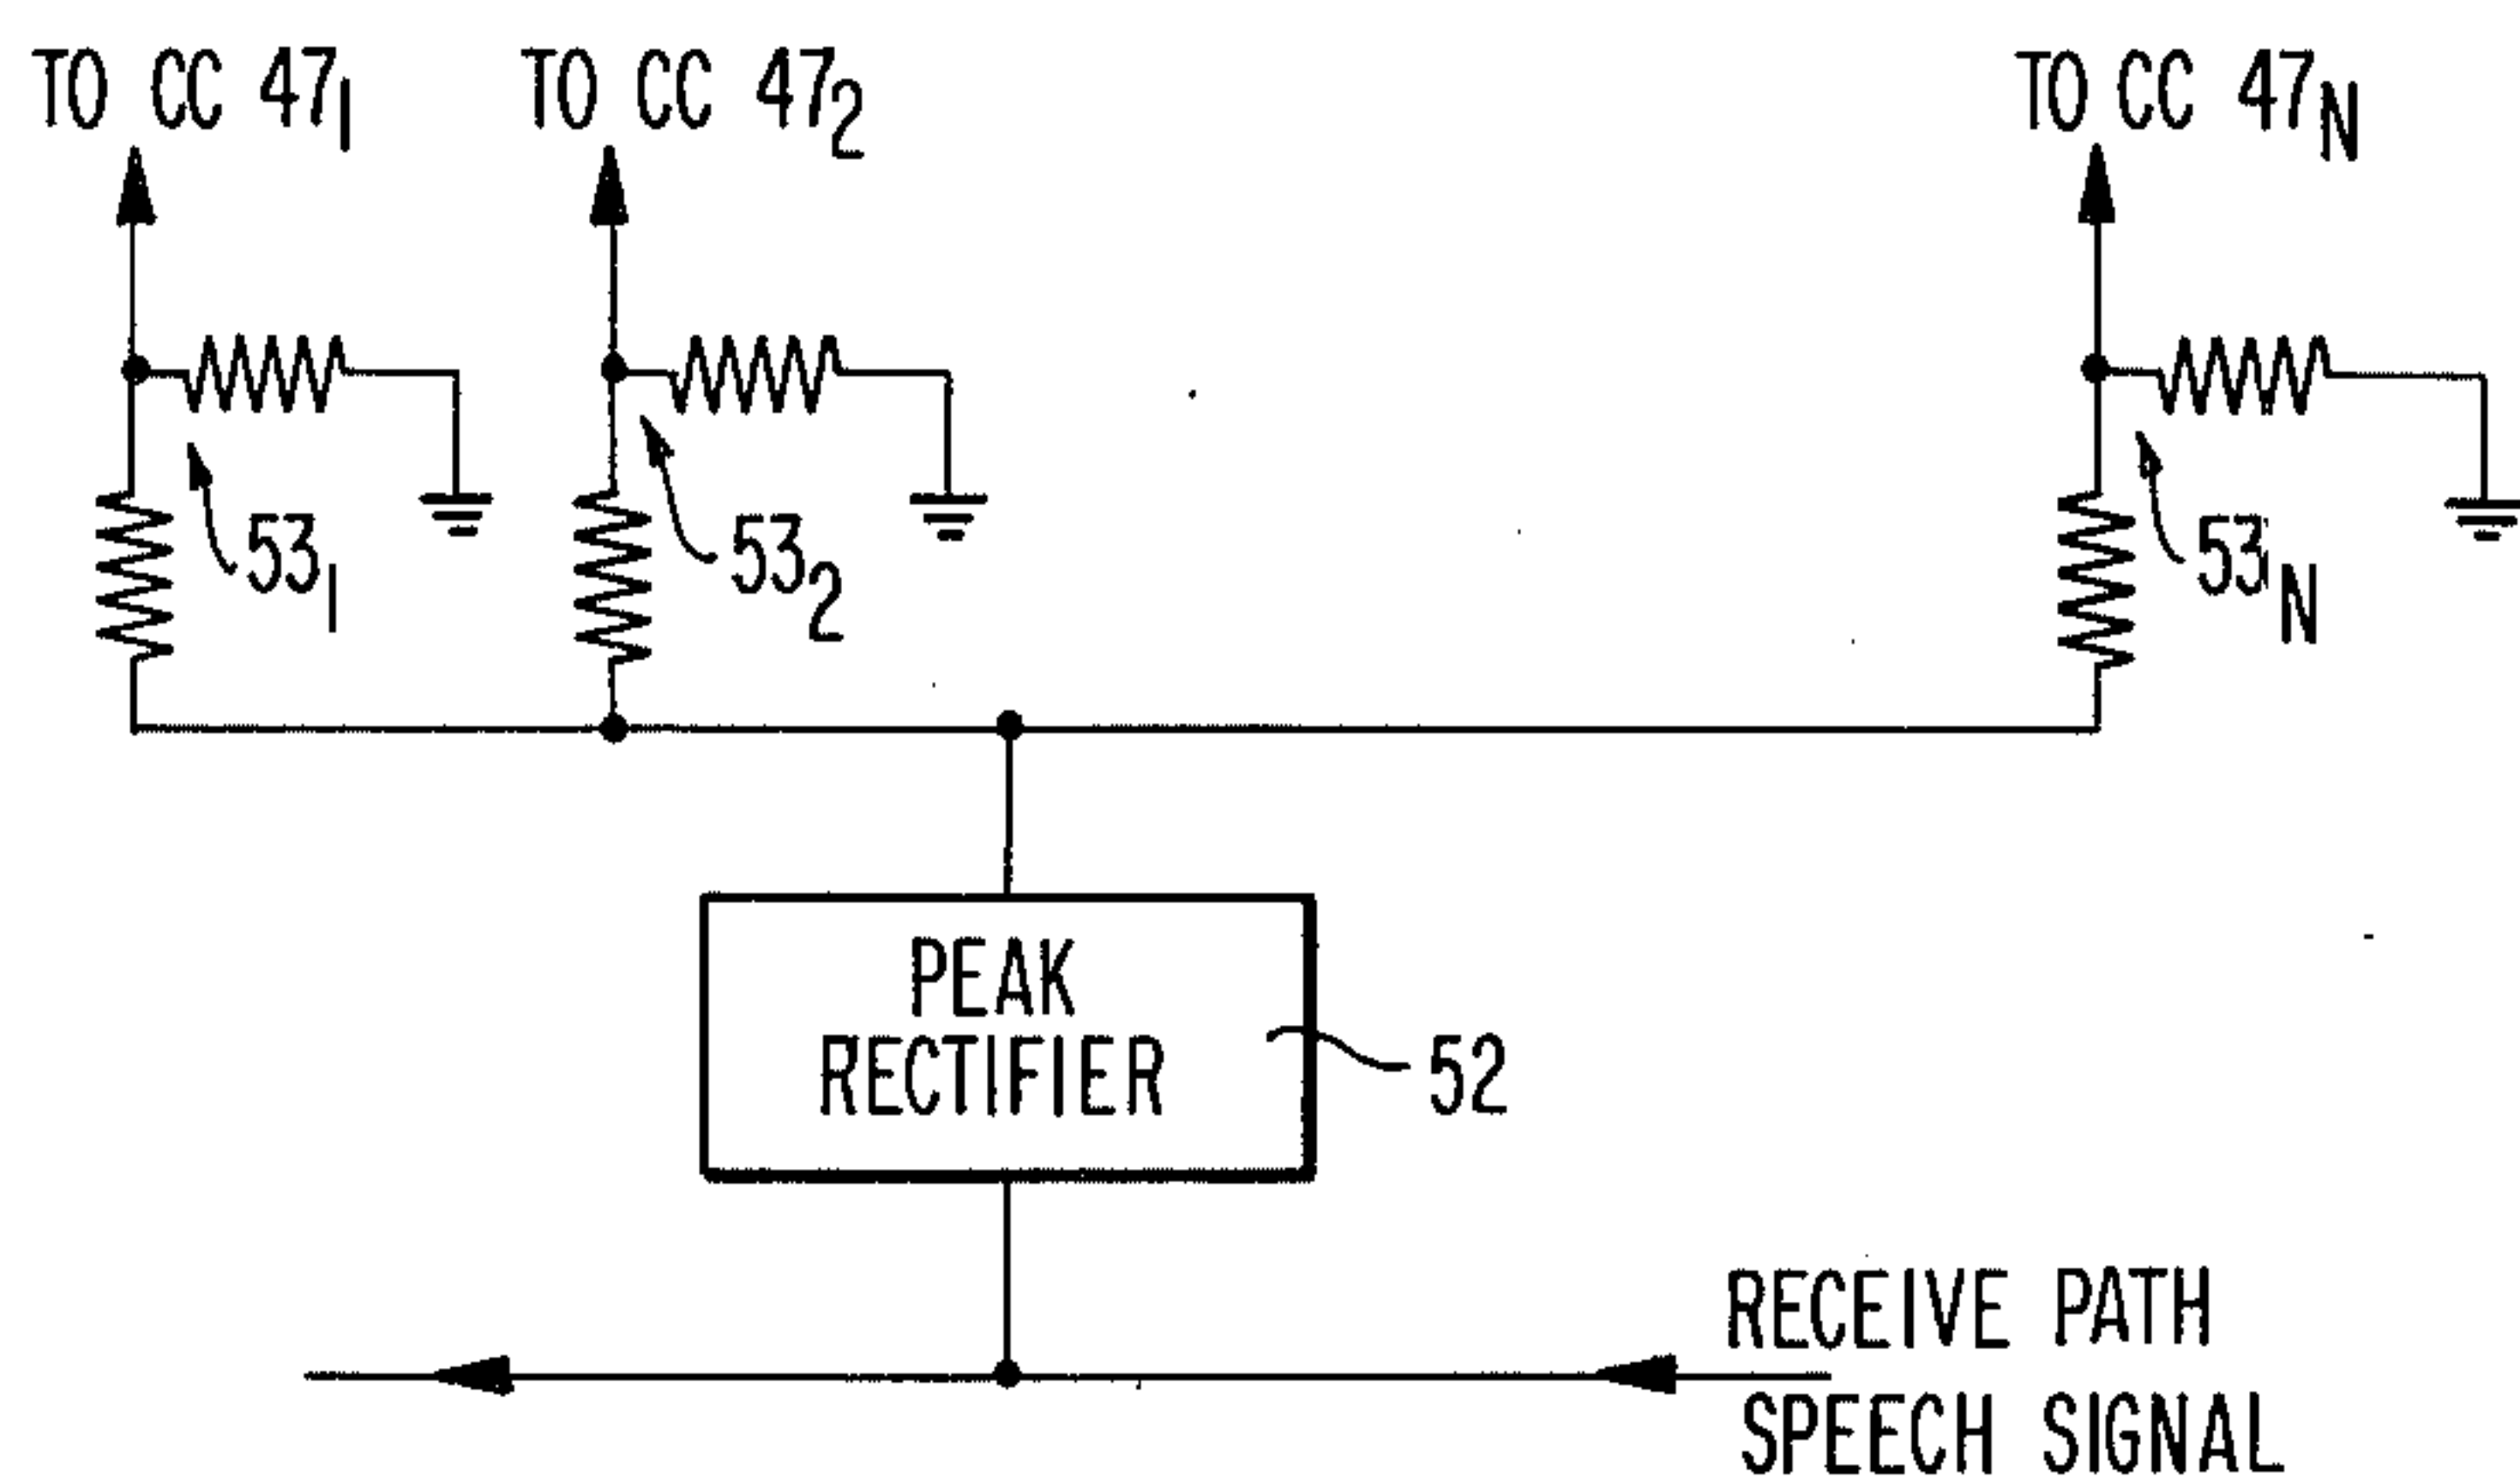 TO CC 47₁
TO CC 47₂
TO CC 47N
53₁
53₂
53N
PEAK
RECTIFIER
52
RECEIVE PATH
SPEECH SIGNAL